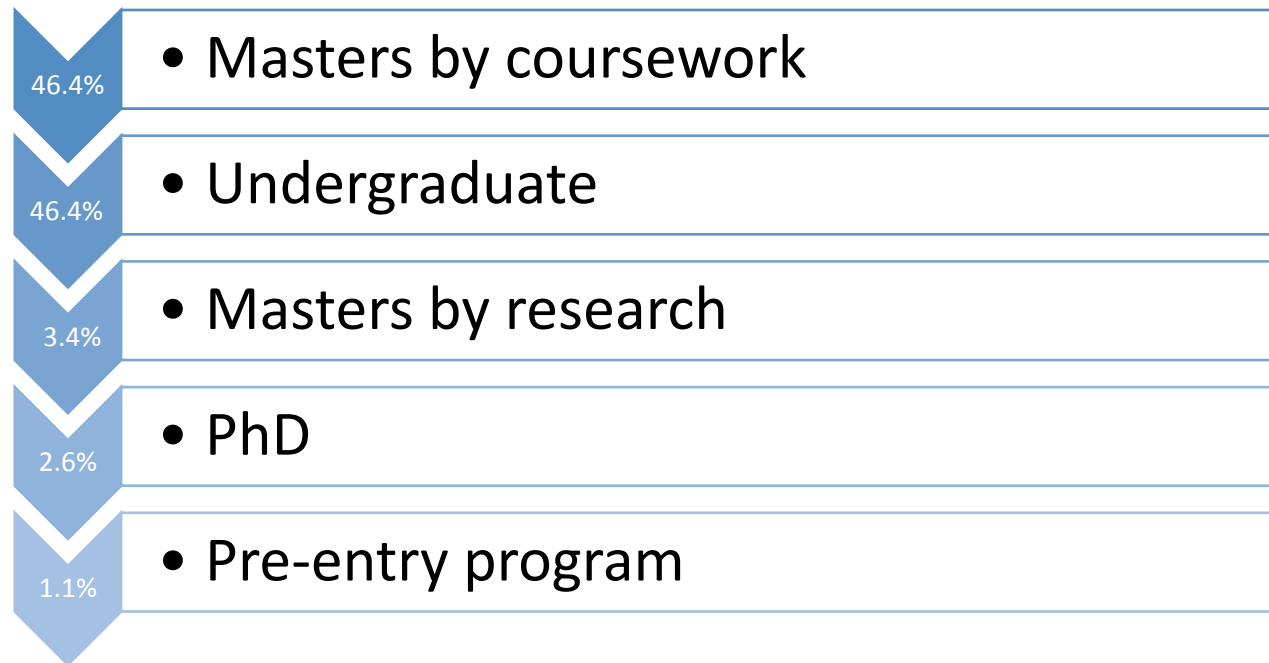 46.4%
• Masters by coursework
46.4%
• Undergraduate
3.4%
• Masters by research
2.6%
• PhD
1.1%
• Pre-entry program